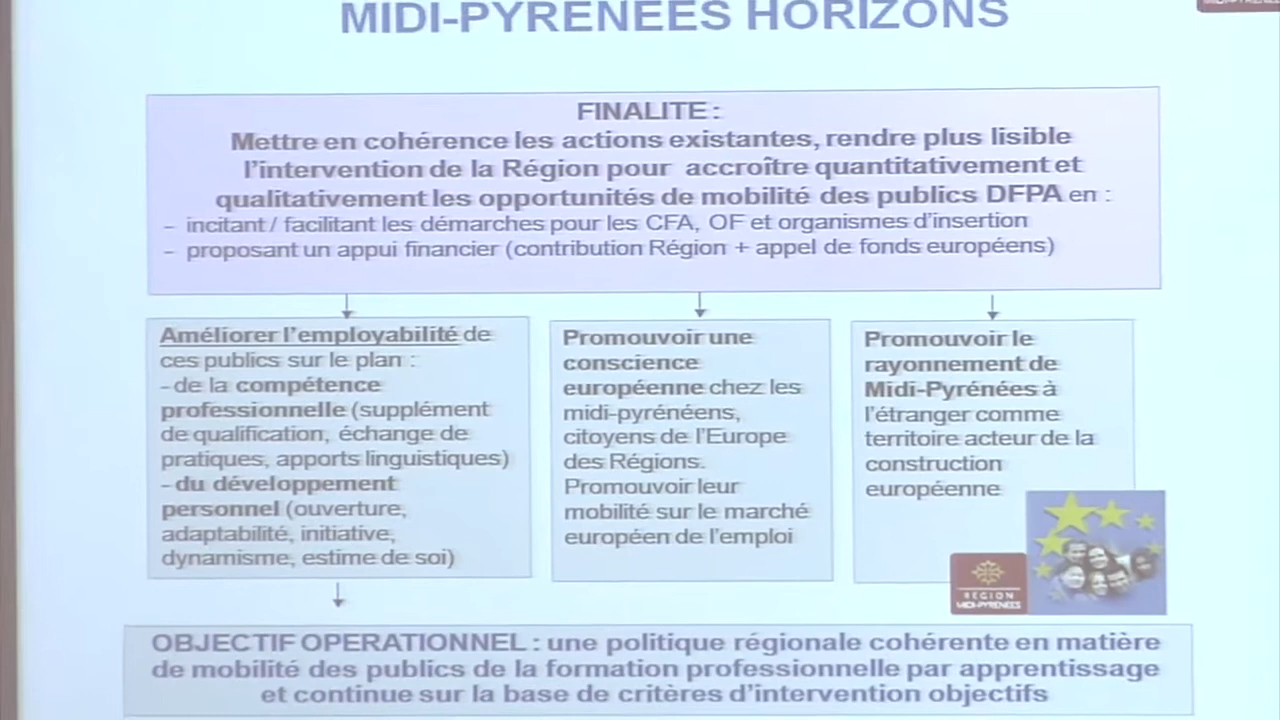 MIDI-PYRENEES HORIZONS
FINALITE :
Mettre en cohérence les actions existantes, rendre plus lisible
l'intervention de la Région pour accroître quantitativement et
qualitativement les opportunités de mobilité des publics DFPA en :
- incitant / facilitant les démarches pour les CFA, OF et organismes d'insertion
- proposant un appui financier (contribution Région + appel de fonds européens)
Améliorer l'employabilité de
ces publics sur le plan :
- de la compétence
professionnelle (supplément
de qualification, échange de
pratiques, apports linguistiques)
- du développement
personnel (ouverture,
adaptabilité, initiative,
dynamisme, estime de soi)
Promouvoir une
conscience
européenne chez les
midi-pyrénéens,
citoyens de l'Europe
des Régions.
Promouvoir leur
mobilité sur le marché
européen de l'emploi
Promouvoir le
rayonnement de
Midi-Pyrénées à
l'étranger comme
territoire acteur de la
construction
européenne
REGION
MIDI-PYRENEES
OBJECTIF OPERATIONNEL : une politique régionale cohérente en matière
de mobilité des publics de la formation professionnelle par apprentissage
et continue sur la base de critères d'intervention objectifs